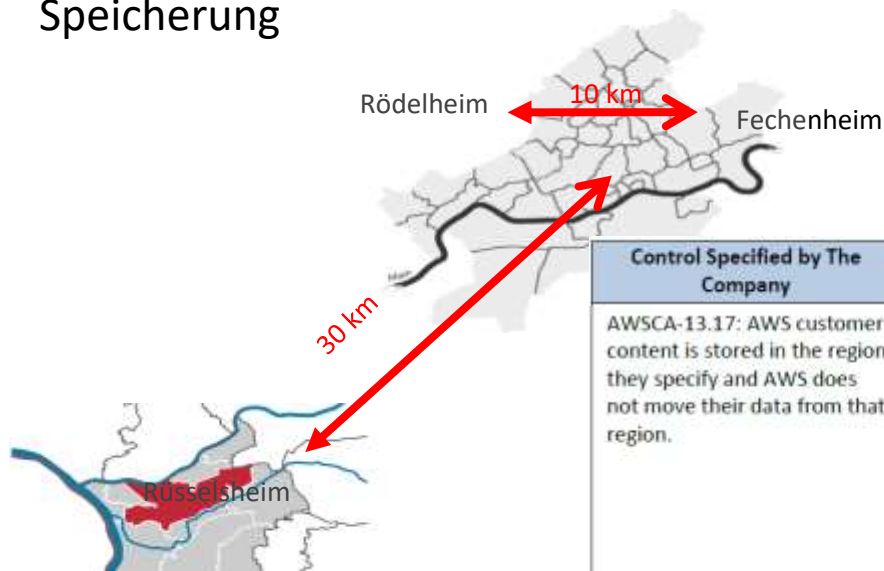 Speicherung
10 km
Rödelheim
Fechenheim
Main
30 km
Rüsselsheim
Control Specified by The
Company
AWSCA-13.17: AWS customer
content is stored in the region
they specify and AWS does
not move their data from that
region.